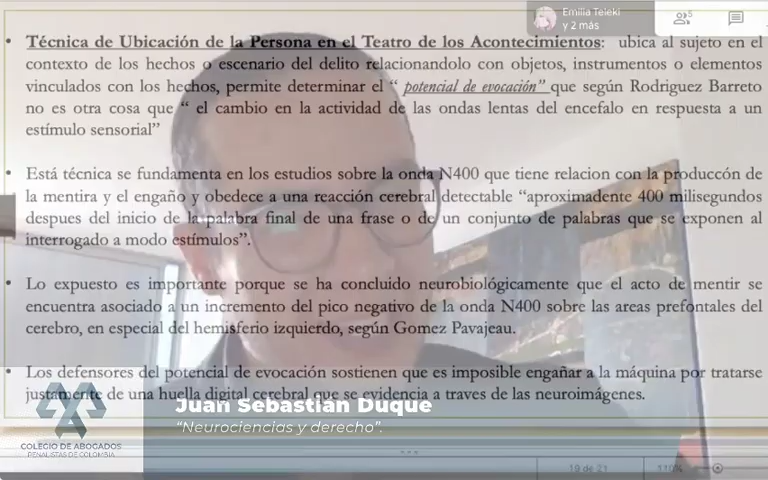 Emilia Teleki
y 2 más
5
• Técnica de Ubicación de la Persona en el Teatro de los Acontecimientos: ubica al sujeto en el
contexto de los hechos o escenario del delito relacionandolo con objetos, instrumentos o elementos
vinculados con los hechos, permite determinar el “ potencial de evocación” que según Rodriguez Barreto
no es otra cosa que “ el cambio en la actividad de las ondas lentas del encefalo en respuesta a un
estímulo sensorial”
• Está técnica se fundamenta en los estudios sobre la onda N400 que tiene relacion con la produccón de
la mentira y el engaño y obedece a una reacción cerebral detectable “aproximadente 400 milisegundos
despues del inicio de la palabra final de una frase o de un conjunto de palabras que se exponen al
interrogado a modo estímulos”.
• Lo expuesto es importante porque se ha concluido neurobiológicamente que el acto de mentir se
encuentra asociado a un incremento del pico negativo de la onda N400 sobre las areas prefontales del
cerebro, en especial del hemisferio izquierdo, según Gomez Pavajeau.
• Los defensores del potencial de evocación sostienen que es imposible engañar a la máquina por tratarse
justamente de una huella digital cerebral que se evidencia a traves de las neuroimágenes.
Juan Sebastián Duque
“Neurociencias y derecho”.
COLEGIO DE ABOGADOS
PENALISTAS DE COLOMBIA
19 de 21
170%